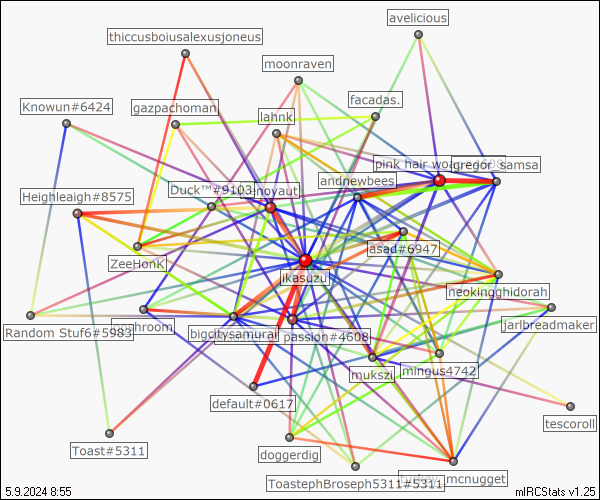 avelicious
thiccusboiusalexusjoneus
moonraven
Knowun#6424
gazpachoman
facadas.
lahnk
pink hair
gregor samsa
andnewbees
Duck™#9103
noyaut
Heighleaigh#8575
asad#6947
ZeeHonk
ikasuzu
neokingghidorah
Random Stuf6#5983
shroom
bigcitysamurai
passion#4608
jarlbreadmaker
mukszi
mingus4742
default#0617
tescoroll
Toast#5311
doggerdig
mcnugget
ToastephBroseph5311#5311
5.9.2024 8:55
mIRCStats v1.25